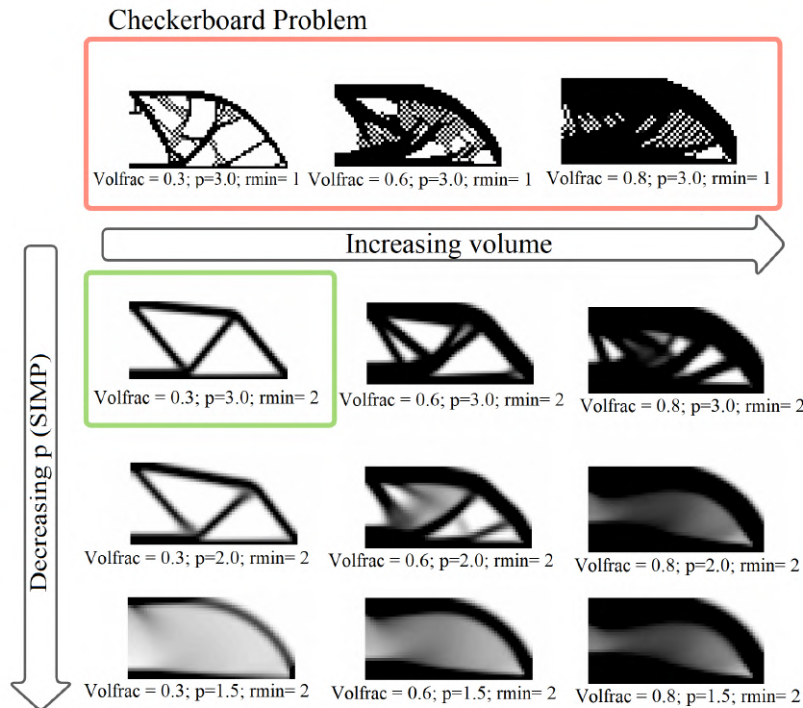 Checkerboard Problem
Volfrac = 0.3; p=3.0; rmin= 1
Volfrac = 0.6; p=3.0; rmin= 1
Volfrac = 0.8; p=3.0; rmin= 1
Increasing volume
Decreasing p (SIMP)
Volfrac = 0.3; p=3.0; rmin= 2
Volfrac = 0.6; p=3.0; rmin= 2
Volfrac = 0.8; p=3.0; rmin= 2
Volfrac = 0.3; p=2.0; rmin= 2
Volfrac = 0.6; p=2.0; rmin= 2
Volfrac = 0.8; p=2.0; rmin= 2
Volfrac = 0.3; p=1.5; rmin= 2
Volfrac = 0.6; p=1.5; rmin= 2
Volfrac = 0.8; p=1.5; rmin= 2